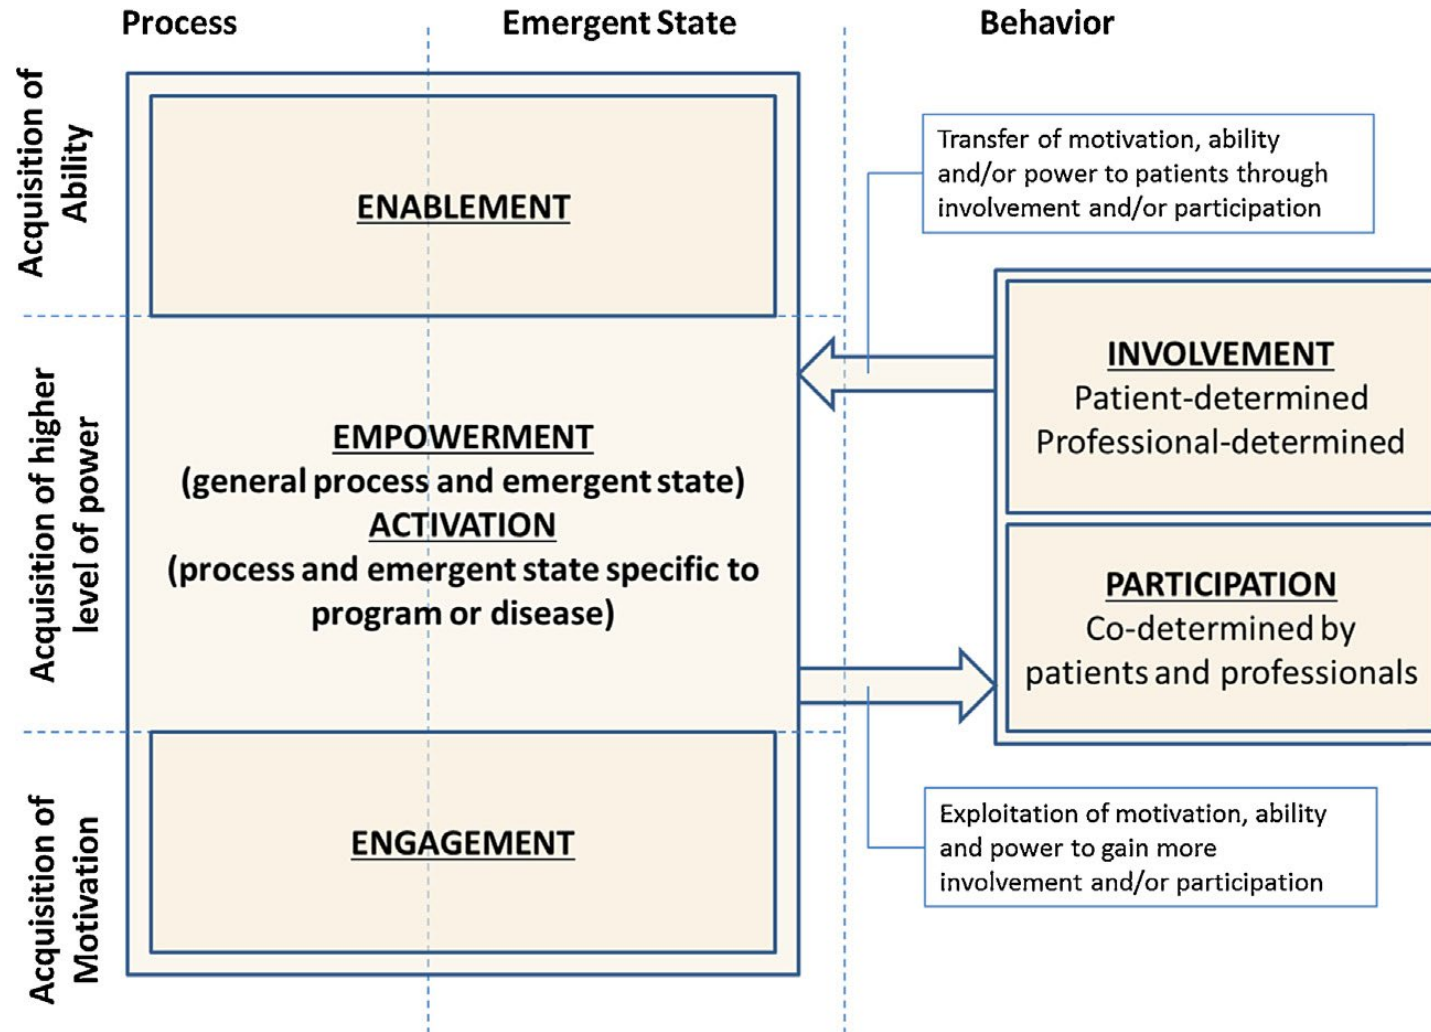 Process
Emergent State
Behavior
Acquisition of
Ability
ENABLEMENT
Transfer of motivation, ability
and/or power to patients through
involvement and/or participation
Acquisition of higher
level of power
EMPOWERMENT
(general process and emergent state)
ACTIVATION
(process and emergent state specific to
program or disease)
INVOLVEMENT
Patient-determined
Professional-determined
PARTICIPATION
Co-determined by
patients and professionals
Acquisition of
Motivation
ENGAGEMENT
Exploitation of motivation, ability
and power to gain more
involvement and/or participation